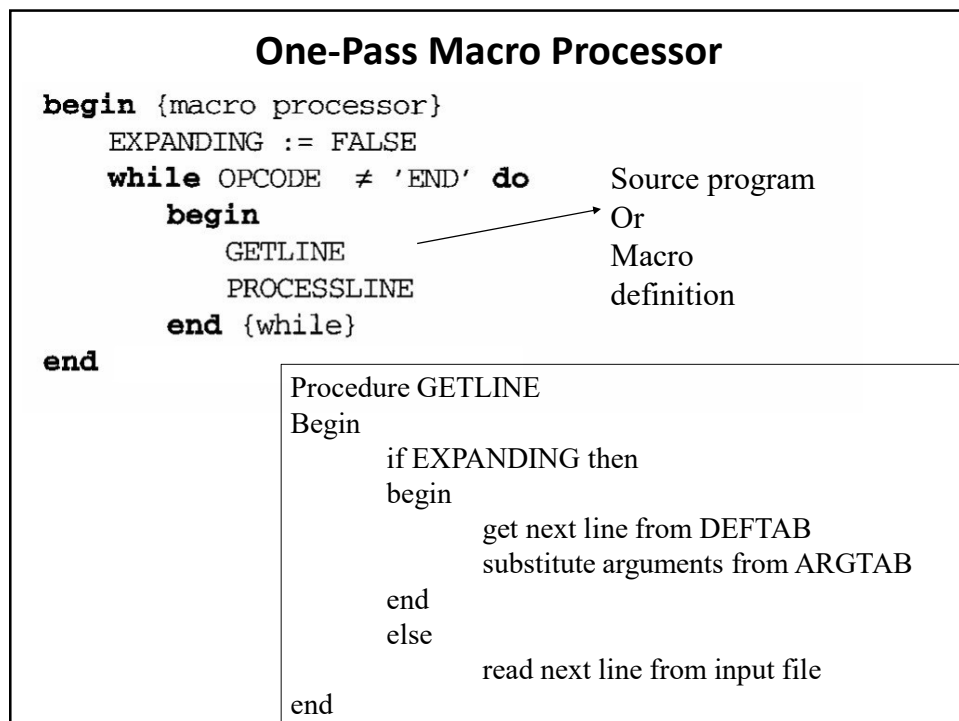 One-Pass Macro Processor
begin {macro processor}
EXPANDING := FALSE
while OPCODE ≠ 'END' do
begin
GETLINE
PROCESSLINE
end {while}
end
Source program
Or
Macro
definition
Procedure GETLINE
Begin
if EXPANDING then
begin
get next line from DEFTAB
substitute arguments from ARGTAB
end
else
read next line from input file
end